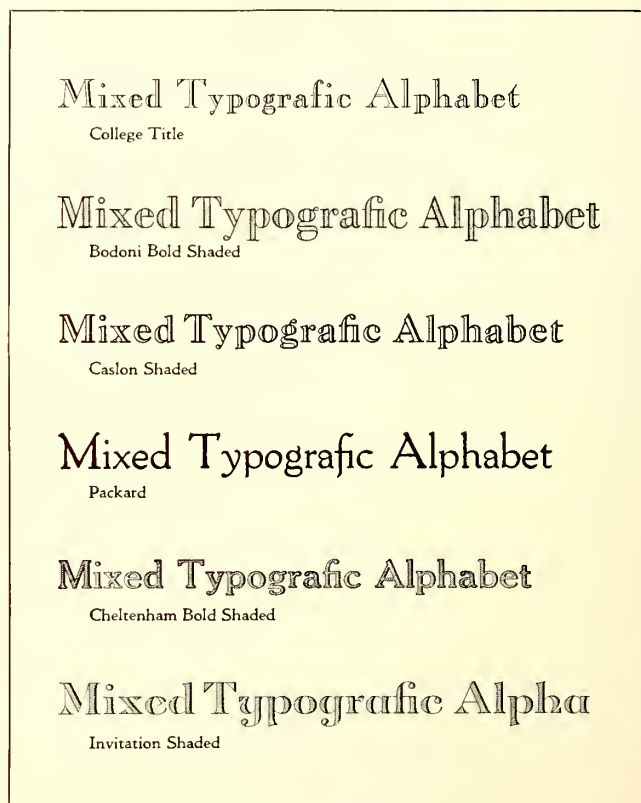 Mixed Typografic Alphabet
College Title
Mixed Typografic Alphabet
Bodoni Bold Shaded
Mixed Typografic Alphabet
Caslon Shaded
Mixed Typografic Alphabet
Packard
Mixed Typografic Alphabet
Cheltenham Bold Shaded
Mixed Typografic Alpha
Invitation Shaded